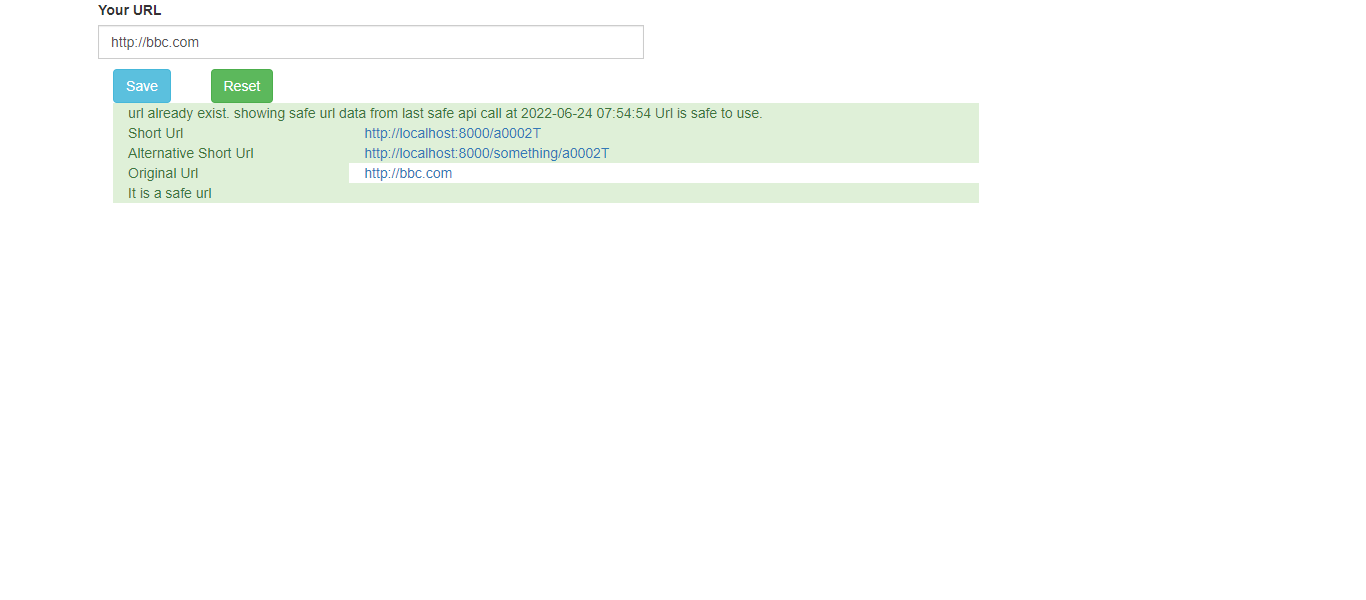 Your URL
http://bbc.com
Save Reset
url already exist. showing safe url data from last safe api call at 2022-06-24 07:54:54 Url is safe to use.
Short Url http://localhost:8000/a0002T
Alternative Short Url http://localhost:8000/something/a0002T
Original Url http://bbc.com
It is a safe url